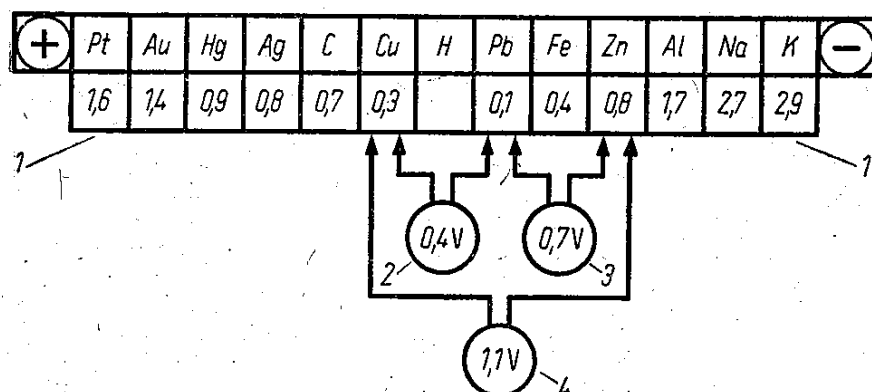 + Pt Au Hg Ag C Cu H Pb Fe Zn Al Na K −
1,6 1,4 0,9 0,8 0,7 0,3 0,1 0,4 0,8 1,7 2,7 2,9
1 1
0,4V 0,7V
2 3
1,1V
4